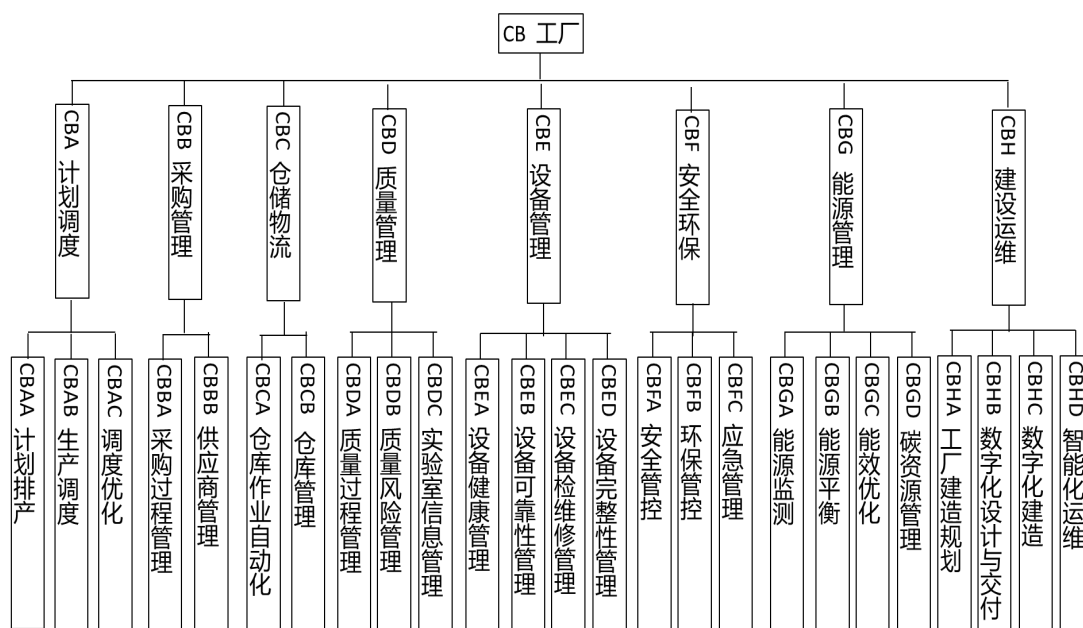 CB 工厂
CBA 计划调度
CBB 采购管理
CBC 仓储物流
CBD 质量管理
CBE 设备管理
CBF 安全环保
CBG 能源管理
CBH 建设运维
CBAA 计划排产
CBAB 生产调度
CBAC 调度优化
CBBA 采购过程管理
CBBB 供应商管理
CBCA 仓库作业自动化
CBCB 仓库管理
CBDA 质量过程管理
CBDB 质量风险管理
CBDC 实验室信息管理
CBEA 设备健康管理
CBEB 设备可靠性管理
CBEC 设备检维修管理
CBED 设备完整性管理
CBFA 安全管控
CBFB 环保管控
CBFC 应急管理
CBGA 能源监测
CBGB 能源平衡
CBGC 能效优化
CBGD 碳资源管理
CBHA 工厂建造规划
CBHB 数字化设计与交付
CBHC 数字化建造
CBHD 智能化运维